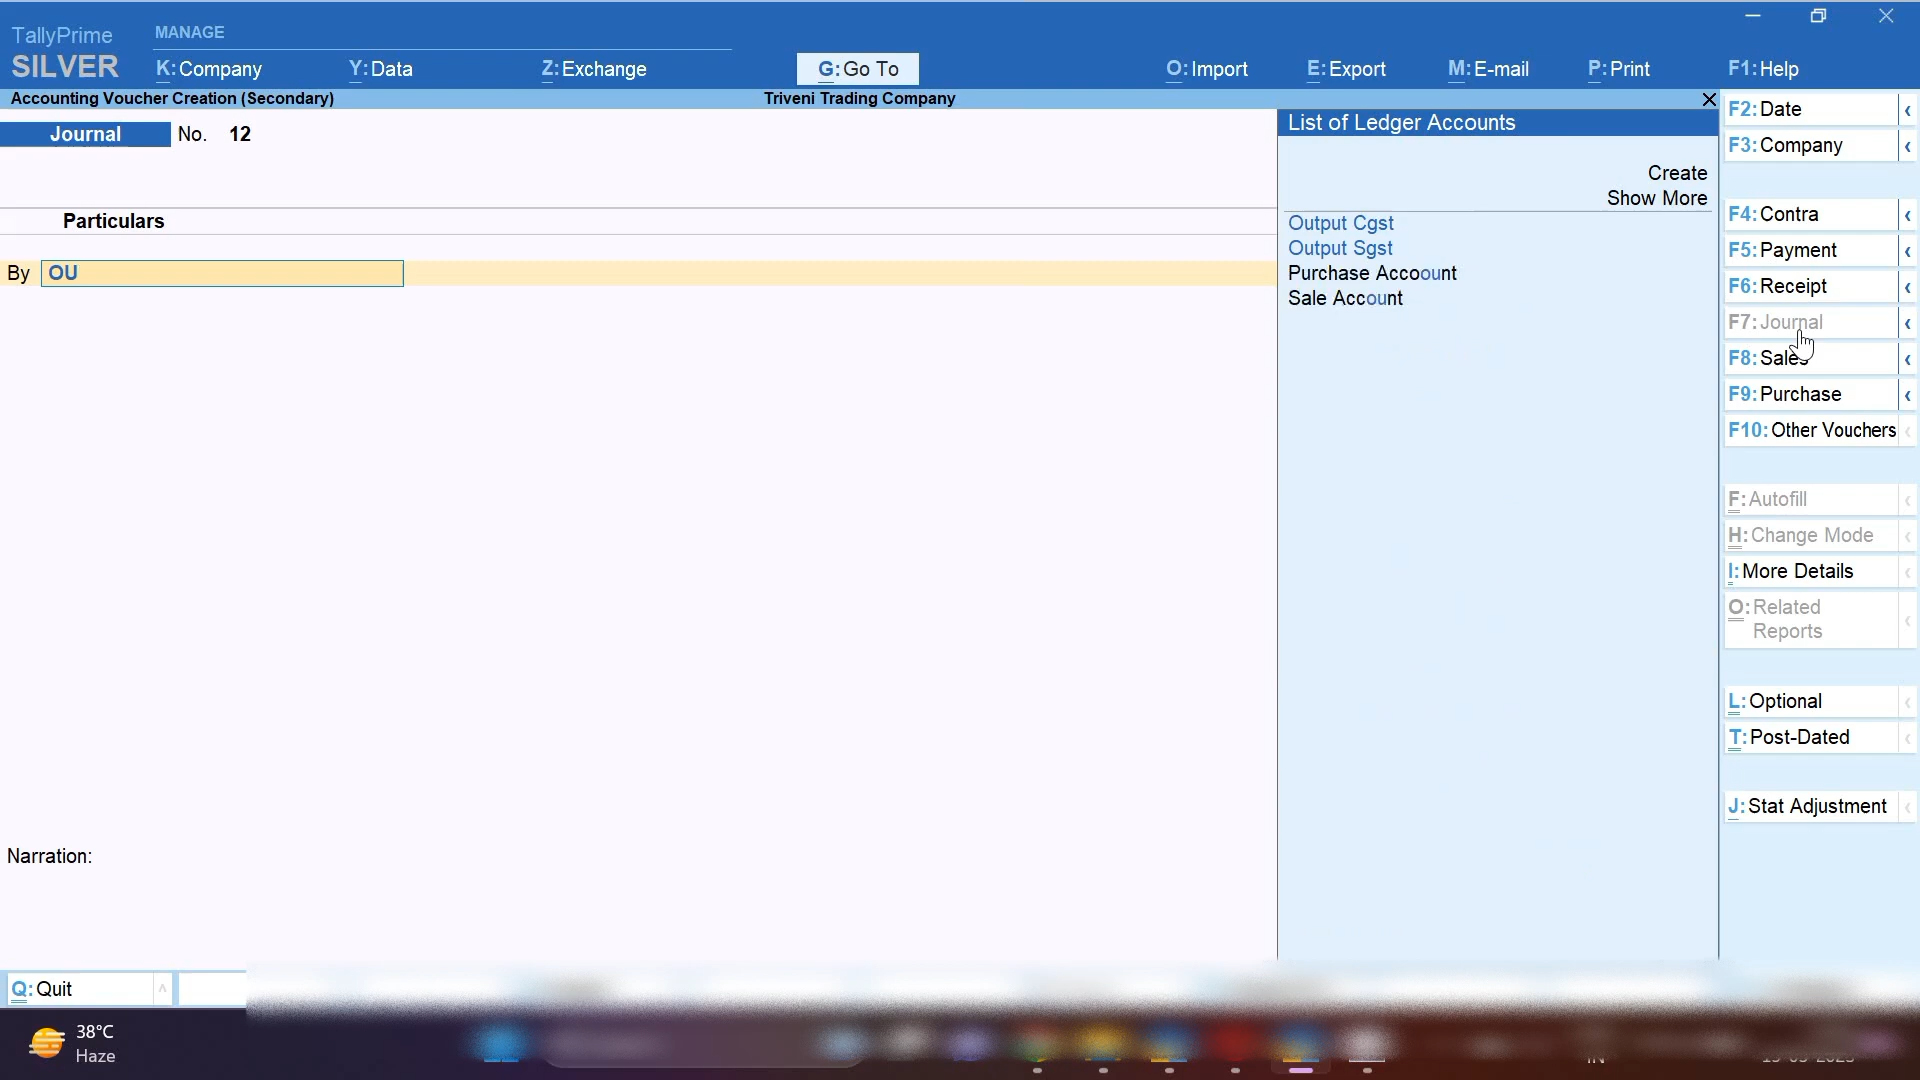 TallyPrime
SILVER
MANAGE
K:Company
Y:Data
Z:Exchange
G:Go To
O:Import
E:Export
M:E-mail
P:Print
F1:Help
Accounting Voucher Creation (Secondary)
Triveni Trading Company
Journal No. 12
Particulars
By OU
Narration:
List of Ledger Accounts
Create
Show More
Output Cgst
Output Sgst
Purchase Accoount
Sale Account
F2:Date
F3:Company
F4:Contra
F5:Payment
F6:Receipt
F7:Journal
F8:Sales
F9:Purchase
F10:Other Vouchers
F:Autofill
H:Change Mode
I:More Details
O:Related
Reports
L:Optional
T:Post-Dated
J:Stat Adjustment
Q:Quit
38°C
Haze